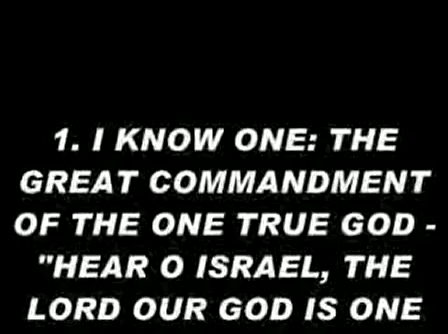 1. I KNOW ONE: THE
GREAT COMMANDMENT
OF THE ONE TRUE GOD -
"HEAR O ISRAEL, THE
LORD OUR GOD IS ONE